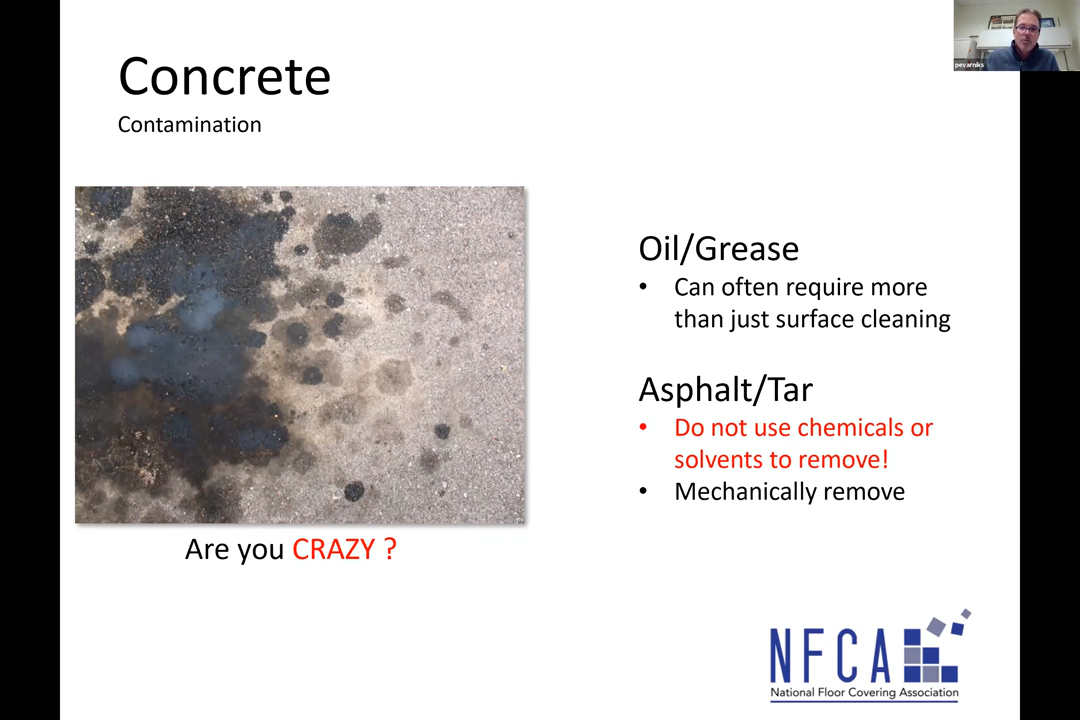 Concrete
Contamination
pevarniks
Oil/Grease
• Can often require more
than just surface cleaning
Asphalt/Tar
• Do not use chemicals or
solvents to remove!
• Mechanically remove
Are you CRAZY ?
NFCA
National Floor Covering Association